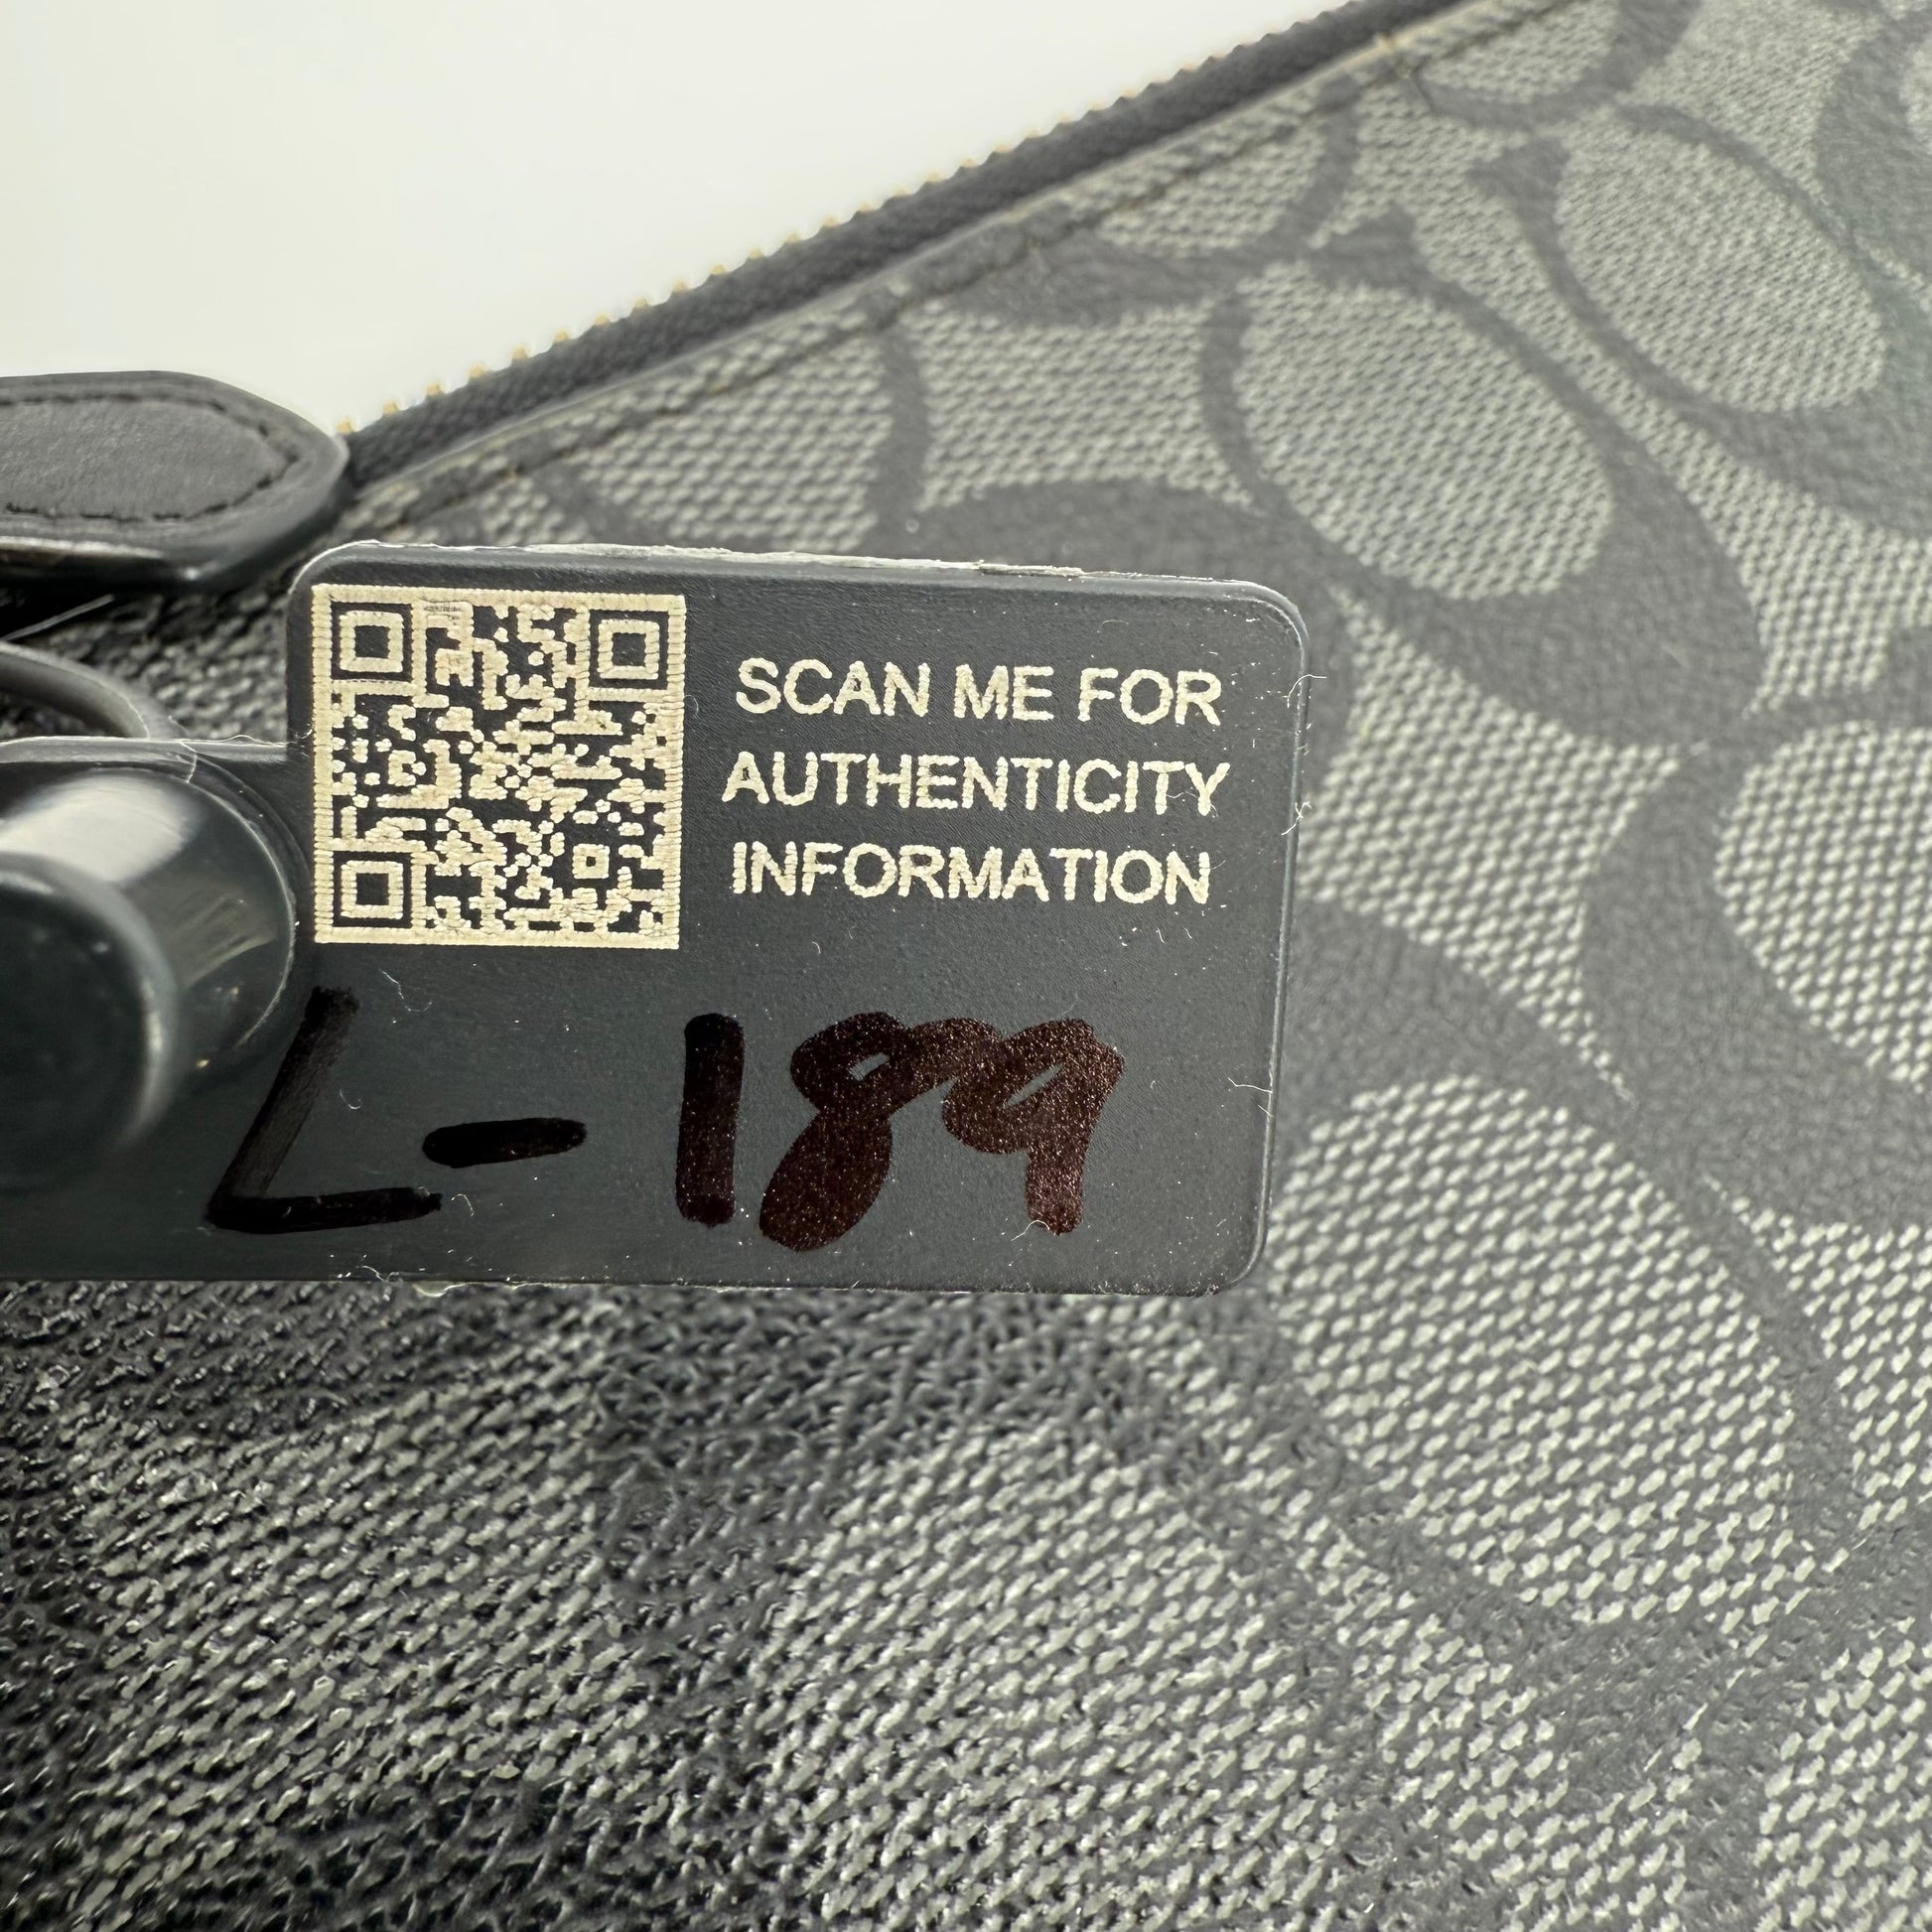 SCAN ME FOR
AUTHENTICITY
INFORMATION
L-189